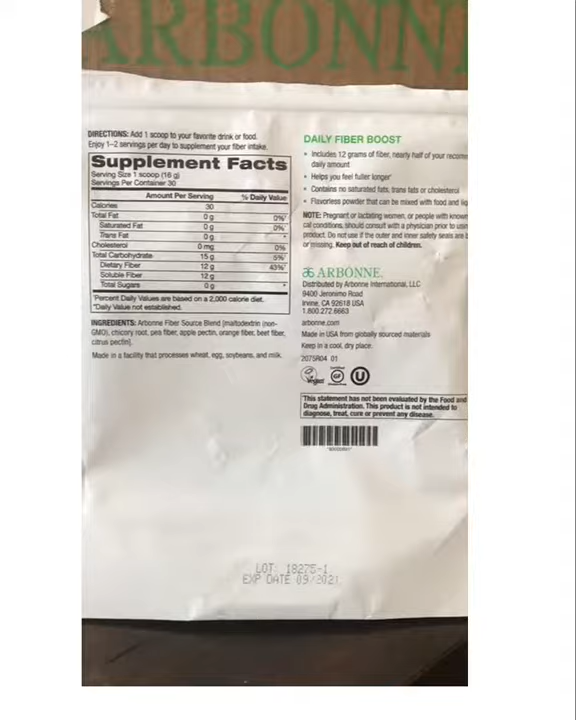 ARBONN
DIRECTIONS: Add 1 scoop to your favorite drink or food.
Enjoy 1-2 servings per day to supplement your fiber intake.
Supplement Facts
Serving Size 1 scoop (16 g)
Servings Per Container 30
Amount Per Serving % Daily Value
Calories 30
Total Fat 0 g 0%*
Saturated Fat 0 g 0%*
Trans Fat 0 g
Cholesterol 0 mg 0%
Total Carbohydrate 15 g 5%*
Dietary Fiber 12 g 43%*
Soluble Fiber 12 g
Total Sugars 0 g
*Percent Daily Values are based on a 2,000 calorie diet.
Daily Value not established.
INGREDIENTS: Arbonne Fiber Source Blend [maltodextrin (non-
GMO), chicory root, pea fiber, apple pectin, orange fiber, beet fiber,
citrus pectin].
Made in a facility that processes wheat, egg, soybeans, and milk.
DAILY FIBER BOOST
• Includes 12 grams of fiber, nearly half of your recom
daily amount
• Helps you feel fuller longer
• Contains no saturated fats, trans fats or cholesterol
• Flavorless powder that can be mixed with food and liq
NOTE: Pregnant or lactating women, or people with known
cal conditions, should consult with a physician prior to usin
product. Do not use if the outer and inner safety seals are b
or missing. Keep out of reach of children.
ARBONNE
Distributed by Arbonne International, LLC
9400 Jeronimo Road
Irvine, CA 92618 USA
1.800.272.6663
arbonne.com
Made in USA from globally sourced materials
Keep in a cool, dry place.
2075R04 01
vegan GF U
This statement has not been evaluated by the Food and
Drug Administration. This product is not intended to
diagnose, treat, cure or prevent any disease.
LOT: 18275-1
EXP DATE 09/2021